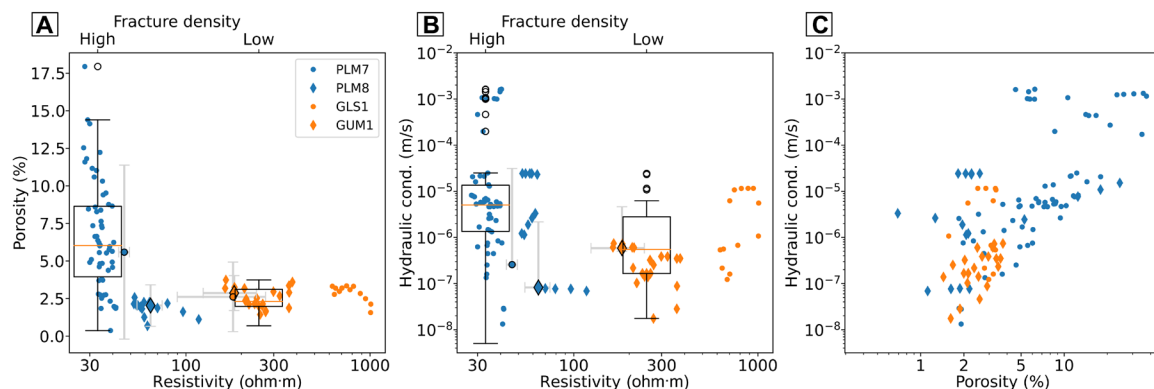 A
Fracture density
High
Low
17.5
15.0
12.5
10.0
7.5
5.0
2.5
0.0
Porosity (%)
PLM7
PLM8
GLS1
GUM1
30
100
300
1000
Resistivity (ohm·m)
B
Fracture density
High
Low
10⁻²
10⁻³
10⁻⁴
10⁻⁵
10⁻⁶
10⁻⁷
10⁻⁸
Hydraulic cond. (m/s)
30
100
300
1000
Resistivity (ohm·m)
C
10⁻²
10⁻³
10⁻⁴
10⁻⁵
10⁻⁶
10⁻⁷
10⁻⁸
Hydraulic cond. (m/s)
1
2
5
10
Porosity (%)